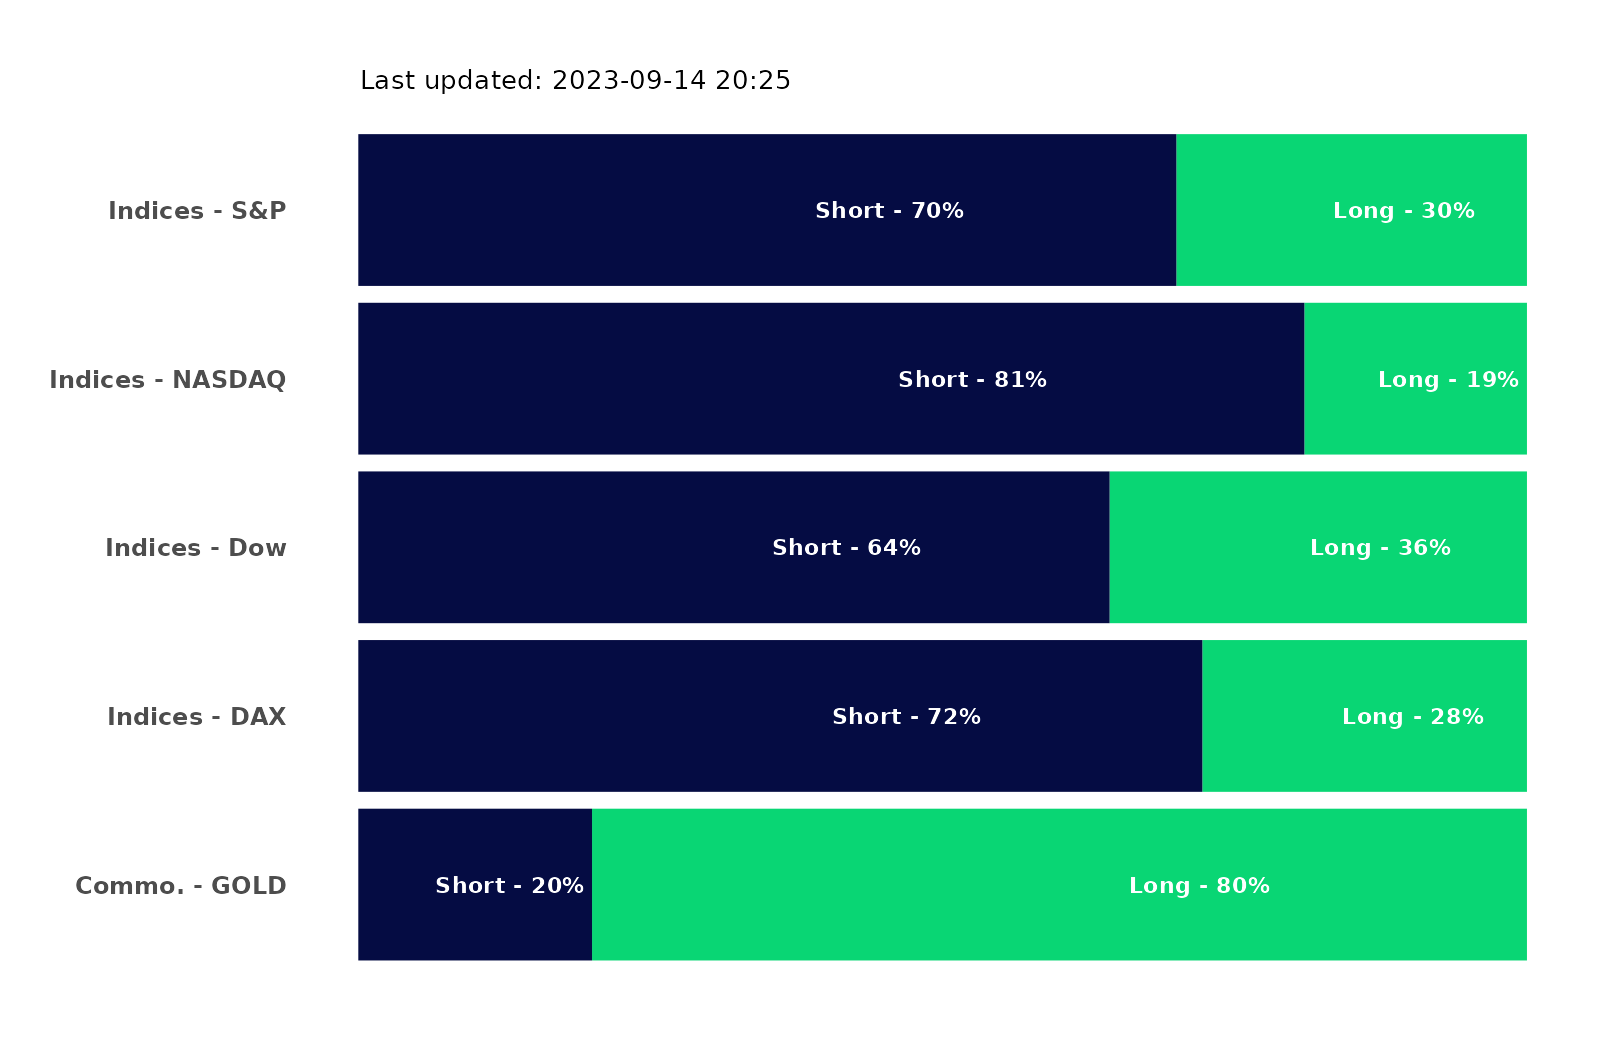 Last updated: 2023-09-14 20:25
Indices - S&P Short - 70% Long - 30%
Indices - NASDAQ Short - 81% Long - 19%
Indices - Dow Short - 64% Long - 36%
Indices - DAX Short - 72% Long - 28%
Commo. - GOLD Short - 20% Long - 80%